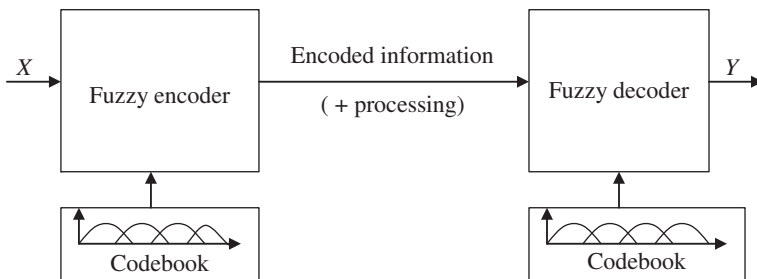 X
Fuzzy encoder
Encoded information
( + processing)
Fuzzy decoder
Y
Codebook
Codebook